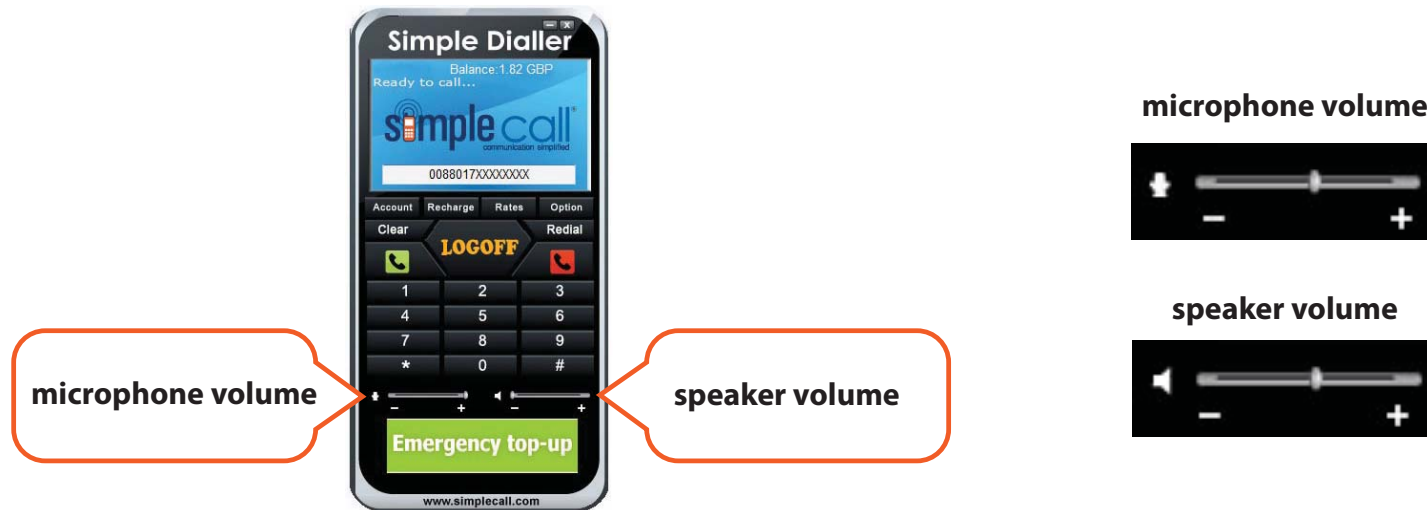 Simple Dialler
Balance:1.82 GBP
Ready to call...
simple call®
communication simplified
0088017XXXXXXXX
Account Recharge Rates Option
Clear LOGOFF Redial
1 2 3
4 5 6
7 8 9
* 0 #
microphone volume
- + - +
speaker volume
Emergency top-up
www.simplecall.com
microphone volume
- +
speaker volume
- +